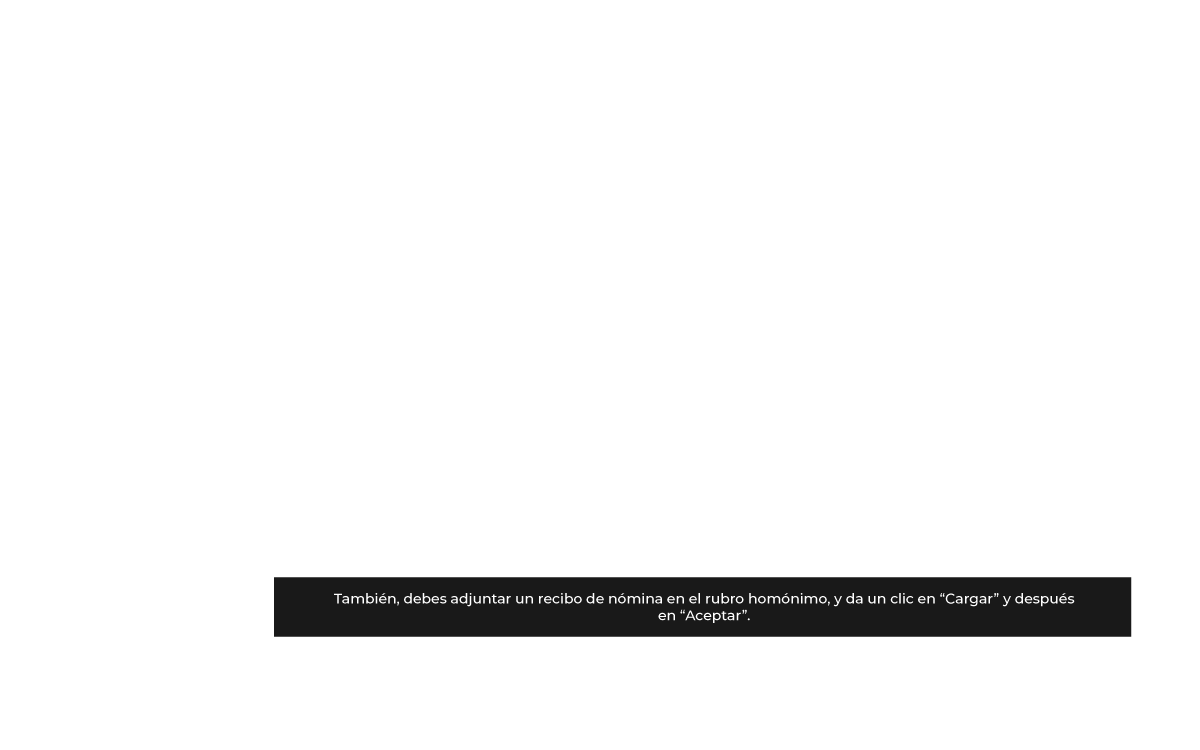 También, debes adjuntar un recibo de nómina en el rubro homónimo, y da un clic en “Cargar” y después
en “Aceptar”.